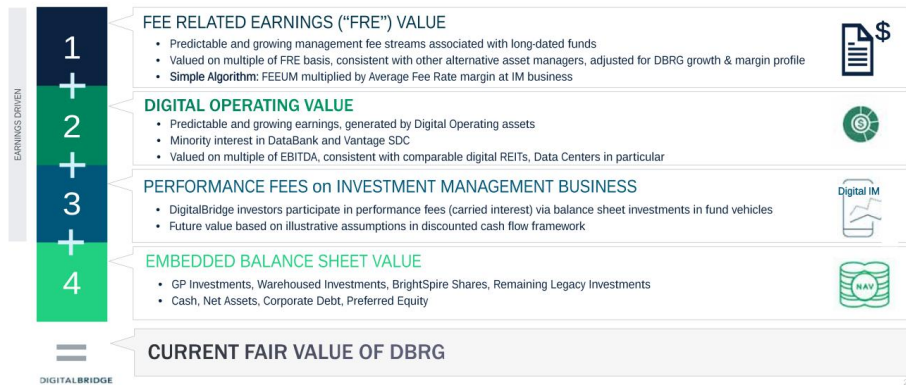 EARNINGS DRIVEN
1
FEE RELATED EARNINGS (“FRE”) VALUE
• Predictable and growing management fee streams associated with long-dated funds
• Valued on multiple of FRE basis, consistent with other alternative asset managers, adjusted for DBRG growth & margin profile
• Simple Algorithm: FEEUM multiplied by Average Fee Rate margin at IM business
$
+
2
DIGITAL OPERATING VALUE
• Predictable and growing earnings, generated by Digital Operating assets
• Minority interest in DataBank and Vantage SDC
• Valued on multiple of EBITDA, consistent with comparable digital REITs, Data Centers in particular
$
+
3
PERFORMANCE FEES on INVESTMENT MANAGEMENT BUSINESS
• DigitalBridge investors participate in performance fees (carried interest) via balance sheet investments in fund vehicles
• Future value based on illustrative assumptions in discounted cash flow framework
Digital IM
+
4
EMBEDDED BALANCE SHEET VALUE
• GP Investments, Warehoused Investments, BrightSpire Shares, Remaining Legacy Investments
• Cash, Net Assets, Corporate Debt, Preferred Equity
NAV
=
CURRENT FAIR VALUE OF DBRG
DIGITALBRIDGE